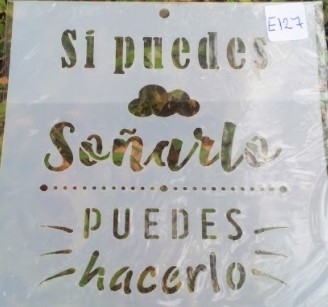 Si puedes
E127
Soñarlo
PUEDES
hacerlo